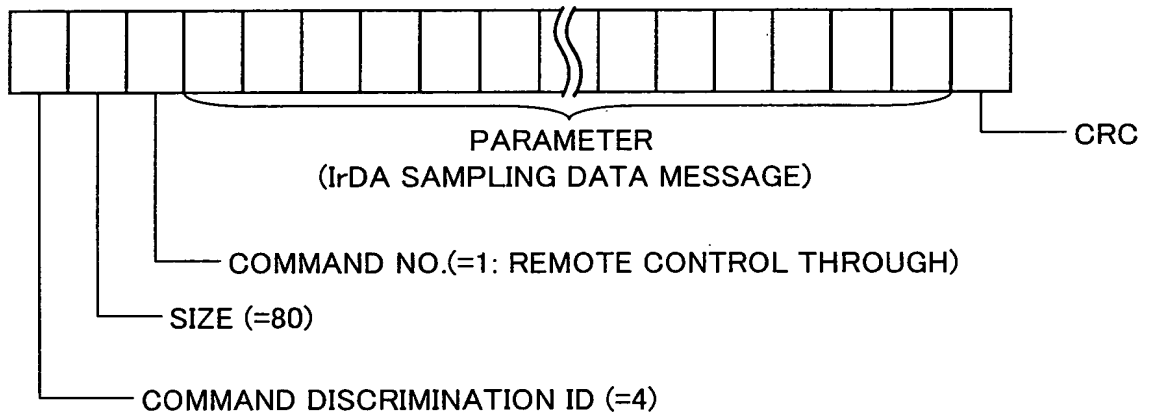 PARAMETER
(IrDA SAMPLING DATA MESSAGE)
CRC
COMMAND NO.(=1: REMOTE CONTROL THROUGH)
SIZE (=80)
COMMAND DISCRIMINATION ID (=4)